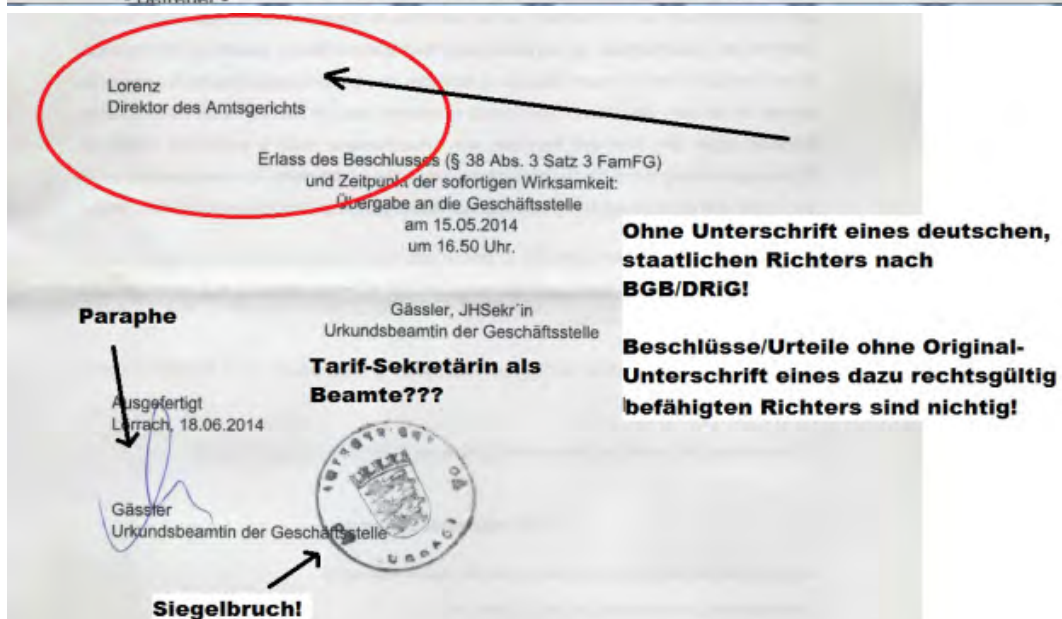 Lorenz
Direktor des Amtsgerichts
Erlass des Beschlusses (§ 38 Abs. 3 Satz 3 FamFG)
und Zeitpunkt der sofortigen Wirksamkeit:
Übergabe an die Geschäftsstelle
am 15.05.2014
um 16.50 Uhr.
Ohne Unterschrift eines deutschen,
staatlichen Richters nach
BGB/DRiG!
Gässler, JHSekr´in
Urkundsbeamtin der Geschäftsstelle
Paraphe
Beschlüsse/Urteile ohne Original-
Unterschrift eines dazu rechtsgültig
befähigten Richters sind nichtig!
Tarif-Sekretärin als
Beamte???
Ausgefertigt
Lörrach, 18.06.2014
Gässler
Urkundsbeamtin der Geschäftsstelle
Siegelbruch!